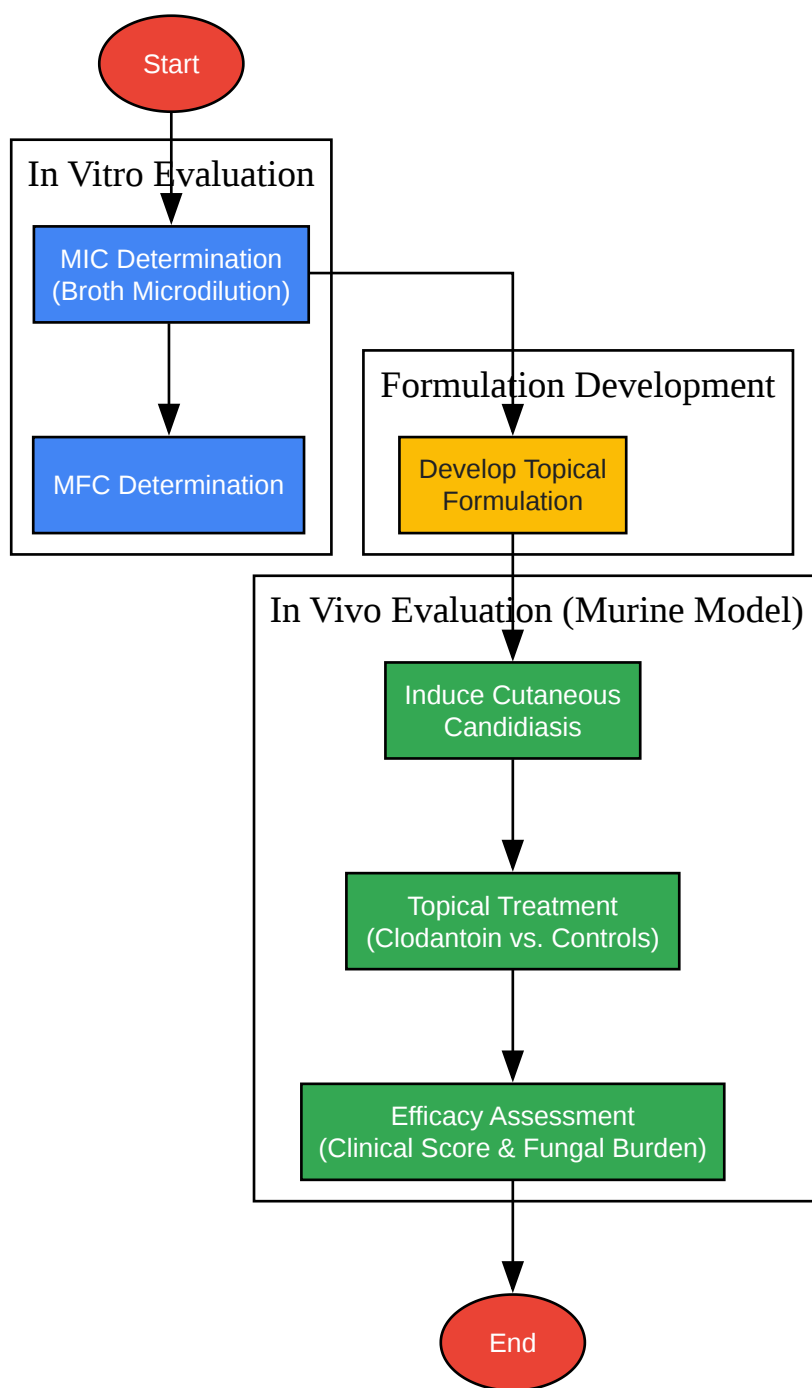 Start
In Vitro Evaluation
MIC Determination
(Broth Microdilution)
MFC Determination
Formulation Development
Develop Topical
Formulation
In Vivo Evaluation (Murine Model)
Induce Cutaneous
Candidiasis
Topical Treatment
(Clodantoin vs. Controls)
Efficacy Assessment
(Clinical Score & Fungal Burden)
End